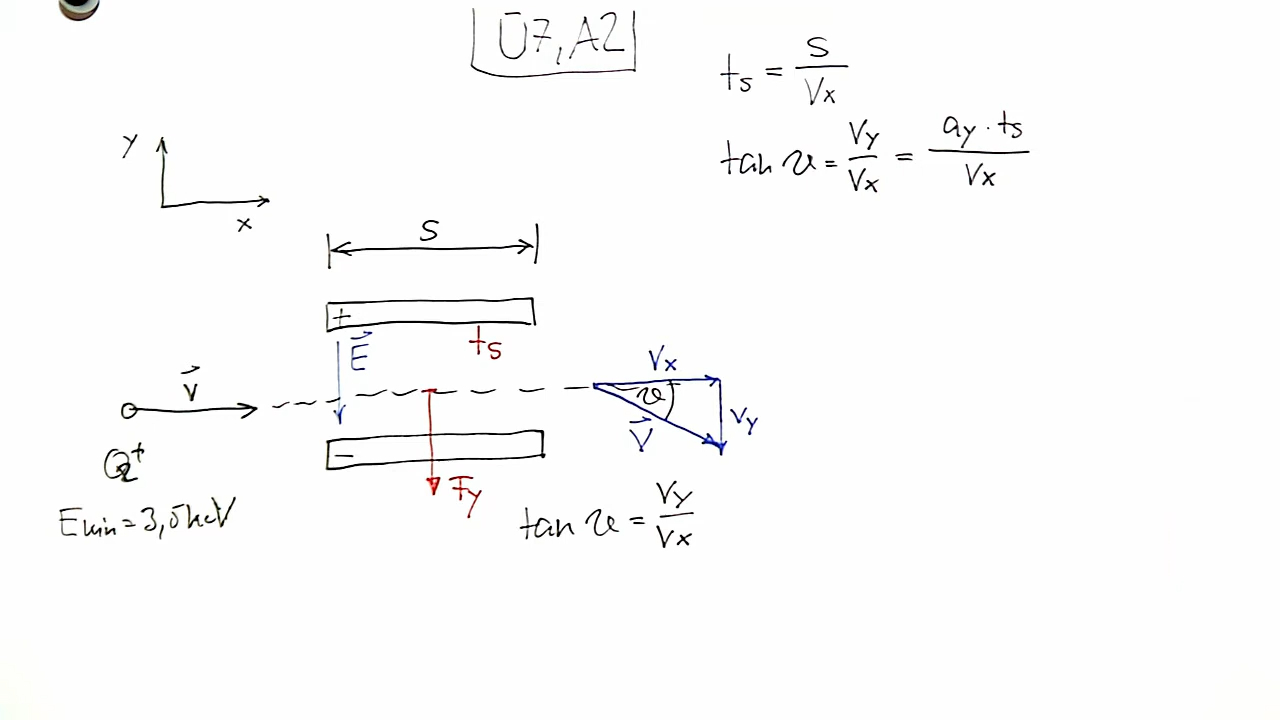 Ü7, A2
ts = S / Vx
tan φ = Vy / Vx = ay · ts / Vx
y
x
S
+
E
ts
V
Vx
φ
Vy
V
-
Q+
Fy
Ekin = 3,5 keV
tan φ = Vy / Vx